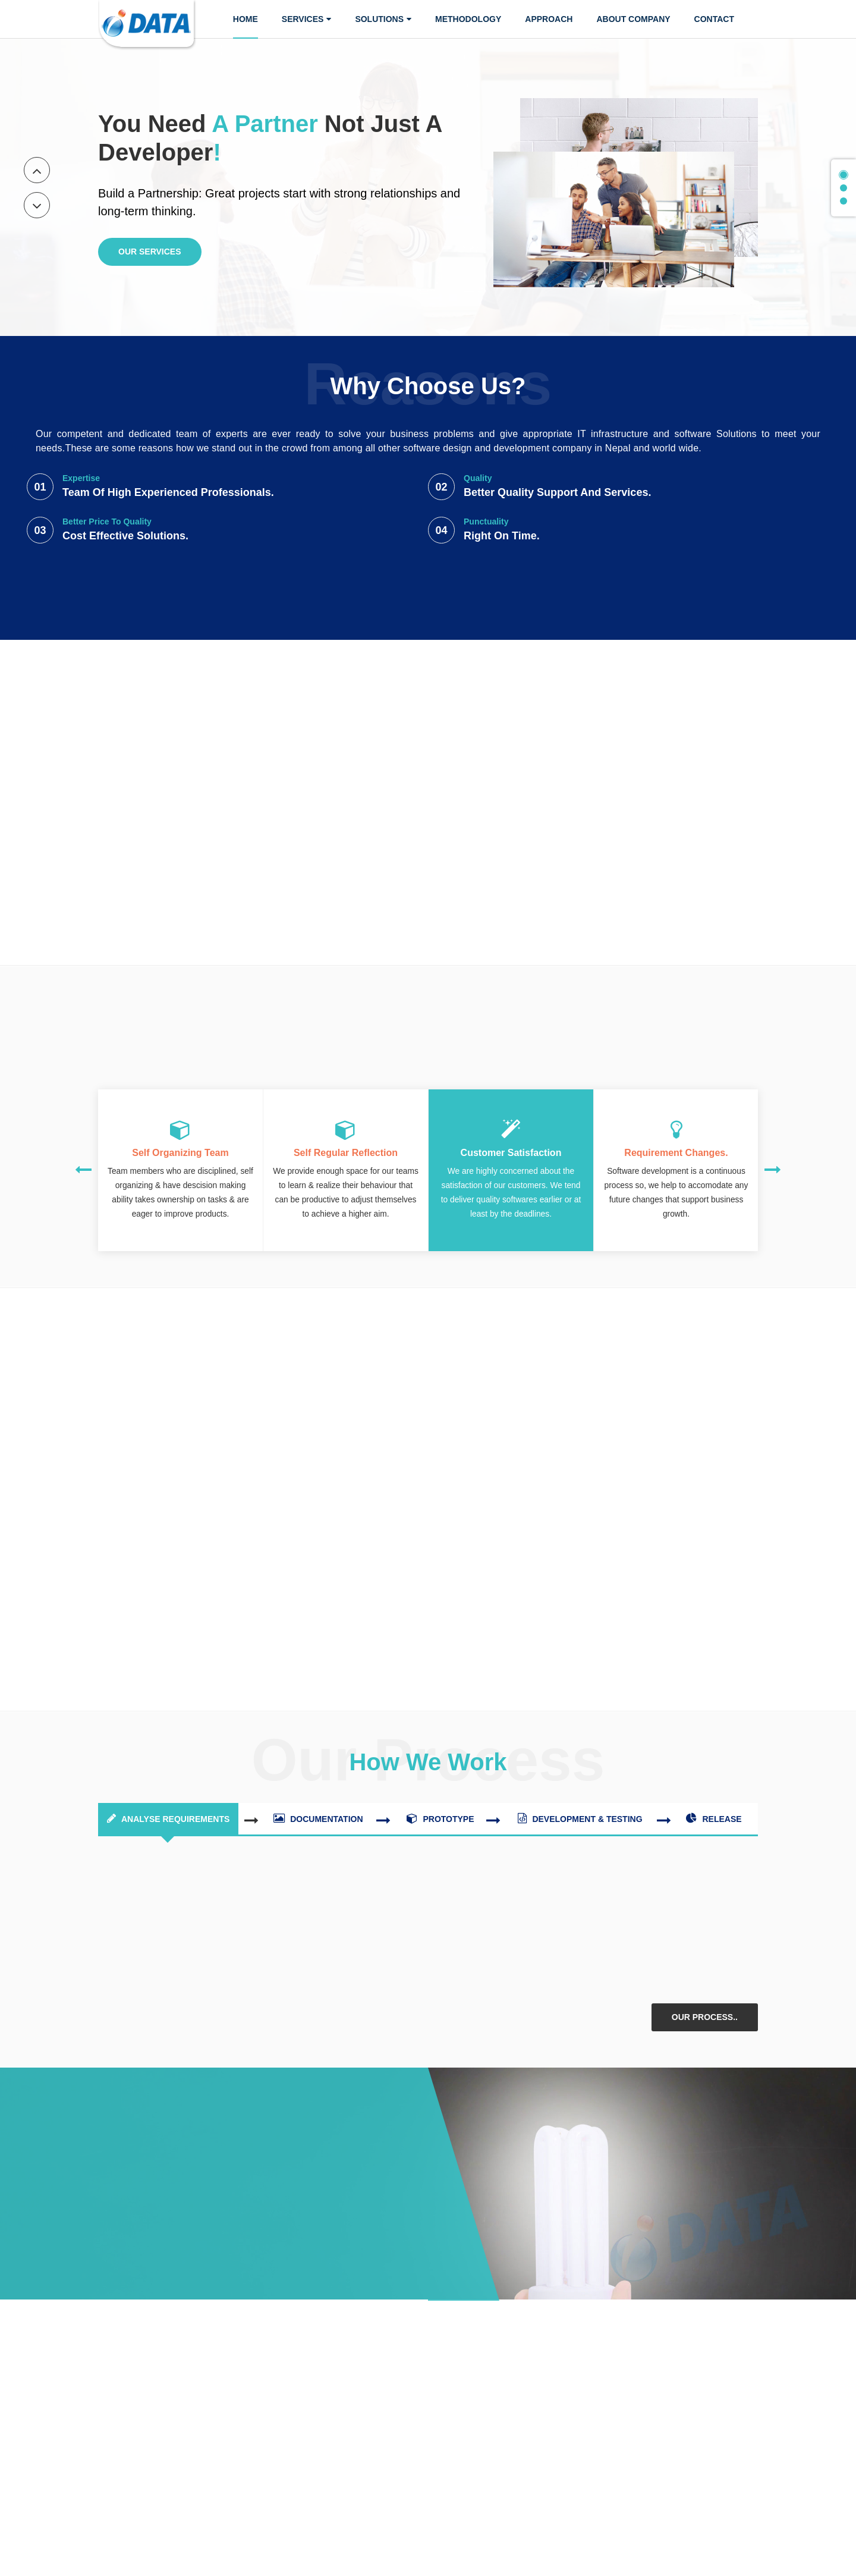 DATA
HOME
SERVICES
SOLUTIONS
METHODOLOGY
APPROACH
ABOUT COMPANY
CONTACT
You Need A Partner Not Just A
Developer!
Build a Partnership: Great projects start with strong relationships and
long-term thinking.
OUR SERVICES
Reasons
Why Choose Us?
Our competent and dedicated team of experts are ever ready to solve your business problems and give appropriate IT infrastructure and software Solutions to meet your
needs.These are some reasons how we stand out in the crowd from among all other software design and development company in Nepal and world wide.
01
Expertise
Team Of High Experienced Professionals.
02
Quality
Better Quality Support And Services.
03
Better Price To Quality
Cost Effective Solutions.
04
Punctuality
Right On Time.
Self Organizing Team
Team members who are disciplined, self
organizing & have descision making
ability takes ownership on tasks & are
eager to improve products.
Self Regular Reflection
We provide enough space for our teams
to learn & realize their behaviour that
can be productive to adjust themselves
to achieve a higher aim.
Customer Satisfaction
We are highly concerned about the
satisfaction of our customers. We tend
to deliver quality softwares earlier or at
least by the deadlines.
Requirement Changes.
Software development is a continuous
process so, we help to accomodate any
future changes that support business
growth.
Our Process
How We Work
ANALYSE REQUIREMENTS
DOCUMENTATION
PROTOTYPE
DEVELOPMENT & TESTING
RELEASE
OUR PROCESS..
DATA